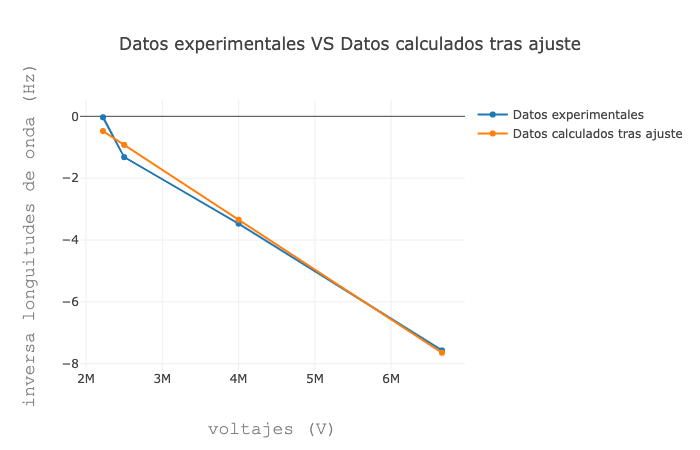 Datos experimentales VS Datos calculados tras ajuste
inversa longuitudes de onda (Hz)
0
−2
−4
−6
−8
2M
3M
4M
5M
6M
voltajes (V)
Datos experimentales
Datos calculados tras ajuste